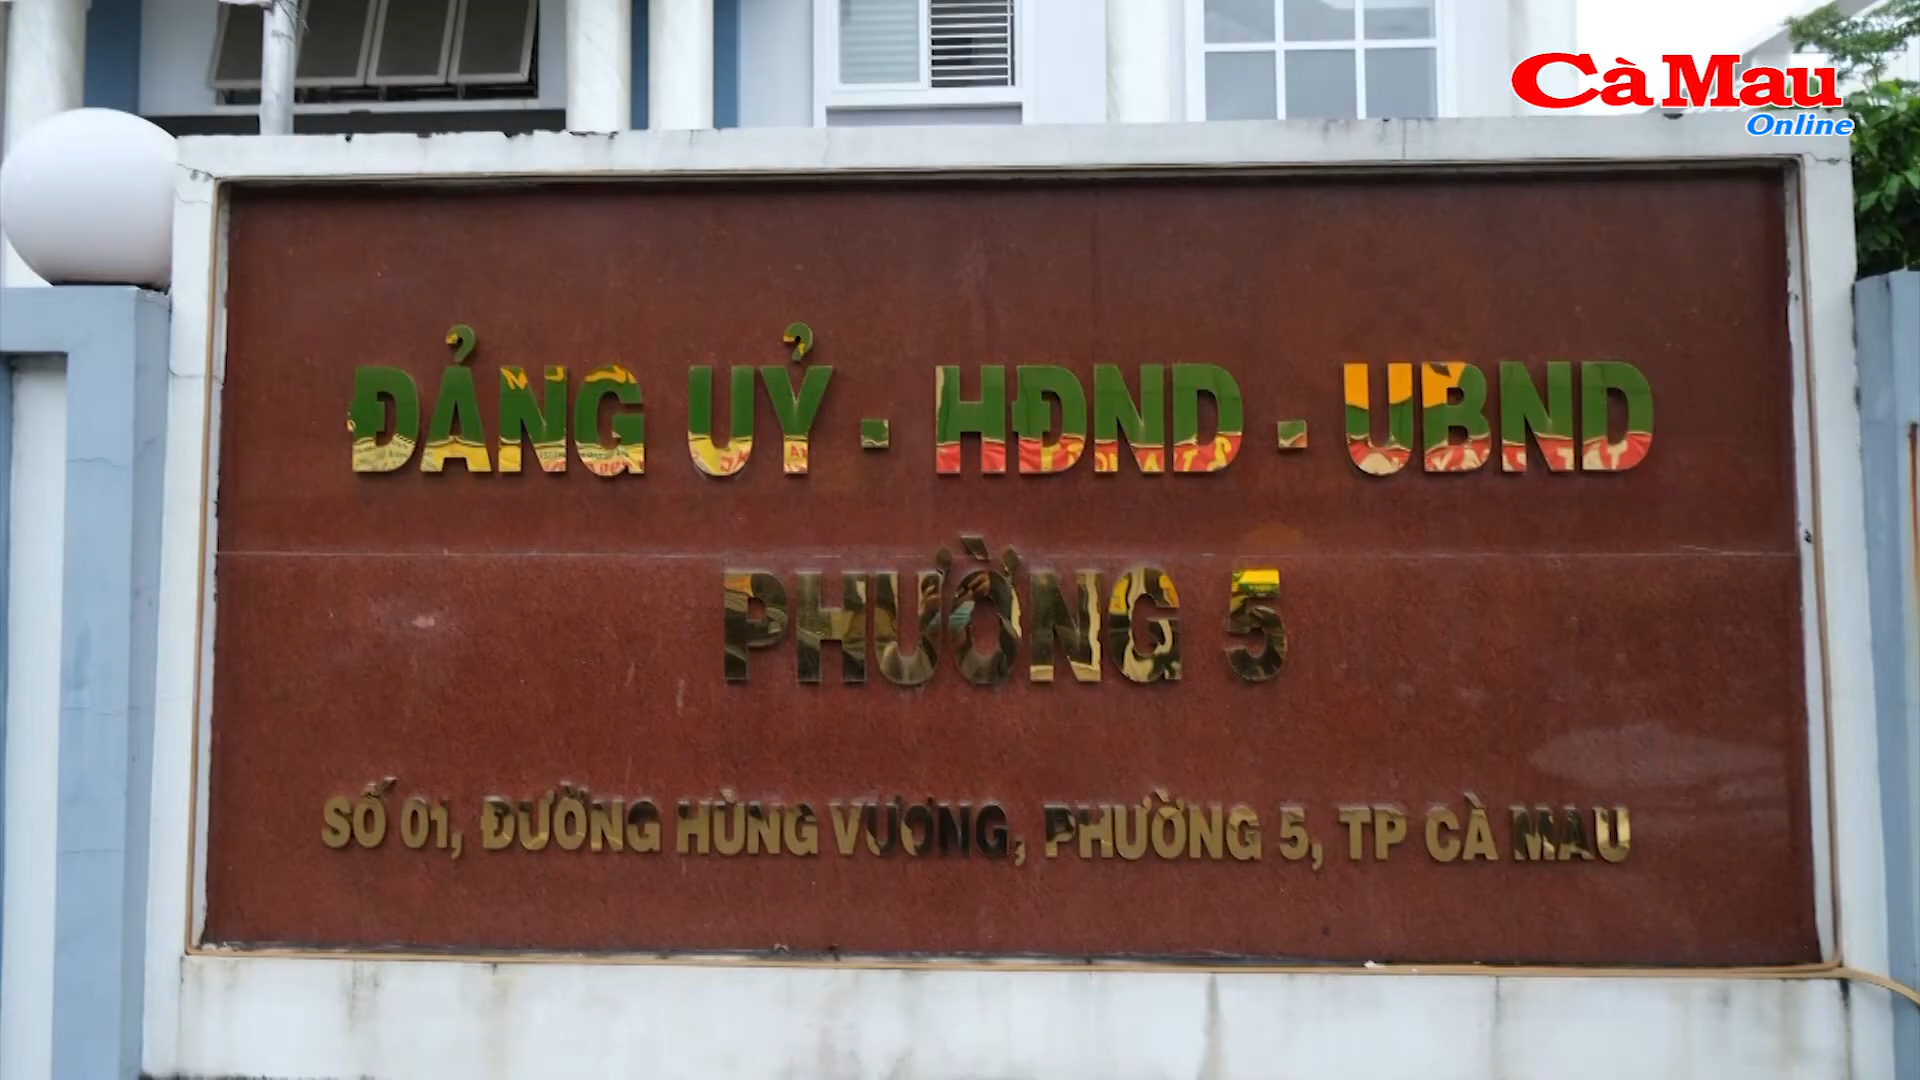 Cà Mau
Online
ĐẢNG UỶ - HĐND - UBND
PHƯỜNG 5
SỐ 01, ĐƯỜNG HÙNG VƯƠNG, PHƯỜNG 5, TP CÀ MAU